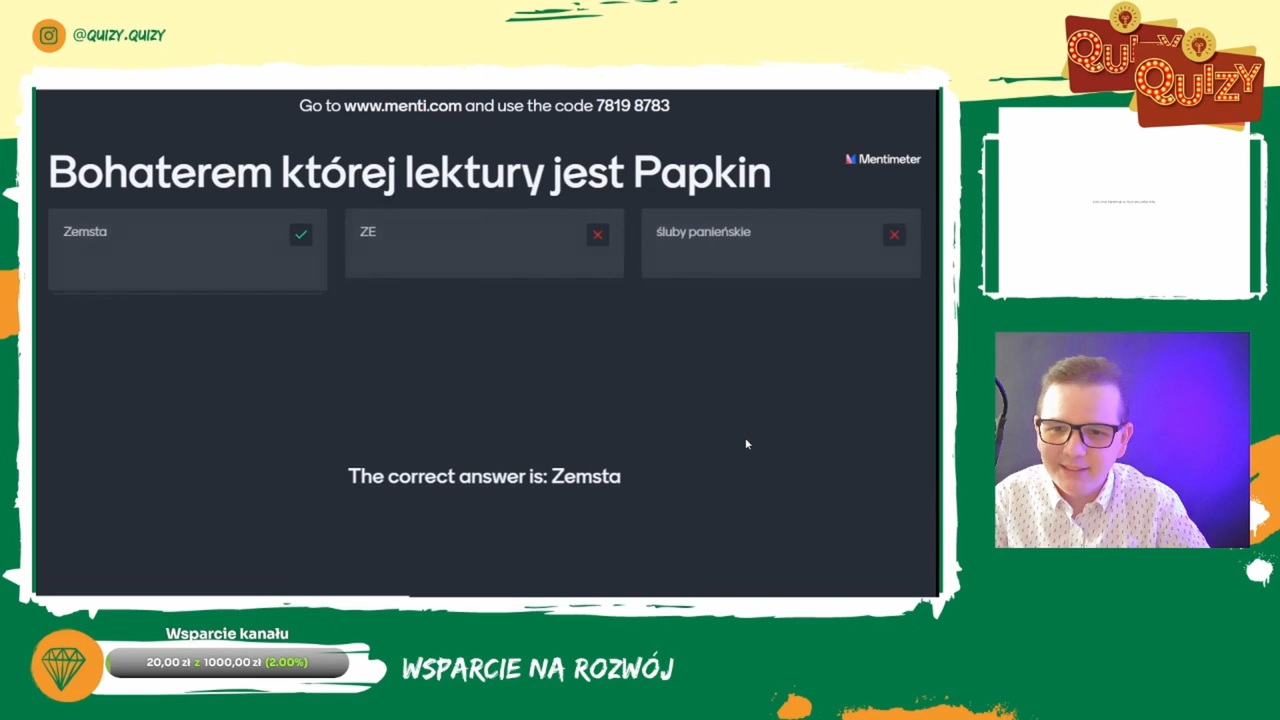 @QUIZY.QUIZY
QUIZY
QUIZY
Go to www.menti.com and use the code 7819 8783
Bohaterem której lektury jest Papkin
Mentimeter
Zemsta
ZE
śluby panieńskie
The correct answer is: Zemsta
Wsparcie kanału
20,00 zł z 1000,00 zł (2.00%)
WSPARCIE NA ROZWÓJ